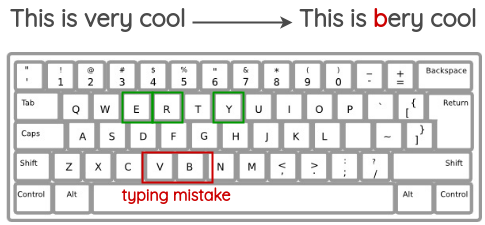 This is very cool → This is bery cool
" ! @ # $ % " & * ( ) _ + Backspace
' 1 2 3 4 5 6 7 8 9 0 - =
Tab Q W E R T Y U I O P ` { Return
[
Caps A S D F G H J K L ~ }
]
Shift Z X C V B N M < > : ? Shift
, . ; /
Control Alt typing mistake Alt Control